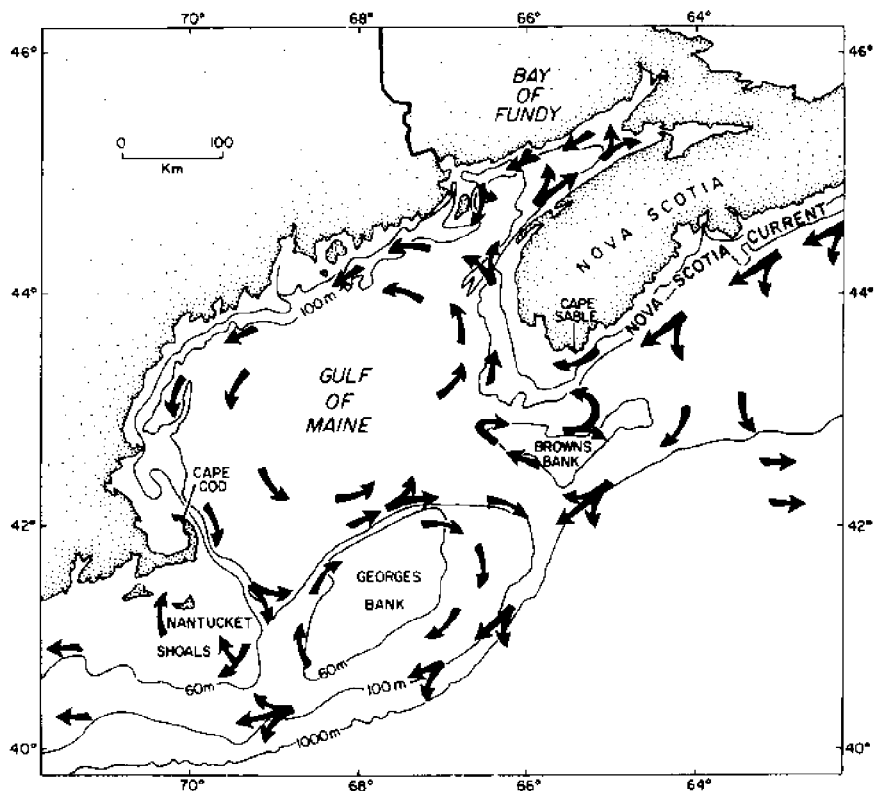 70°
68°
66°
64°
46°
46°
BAY
OF
FUNDY
0 100
Km
NOVA SCOTIA
NOVA SCOTIA CURRENT
44°
44°
100m
CAPE
SABLE
GULF
OF
MAINE
BROWNS
BANK
CAPE
COD
42°
42°
GEORGES
BANK
NANTUCKET
SHOALS
60m
60m
100m
1000m
40°
40°
70°
68°
66°
64°